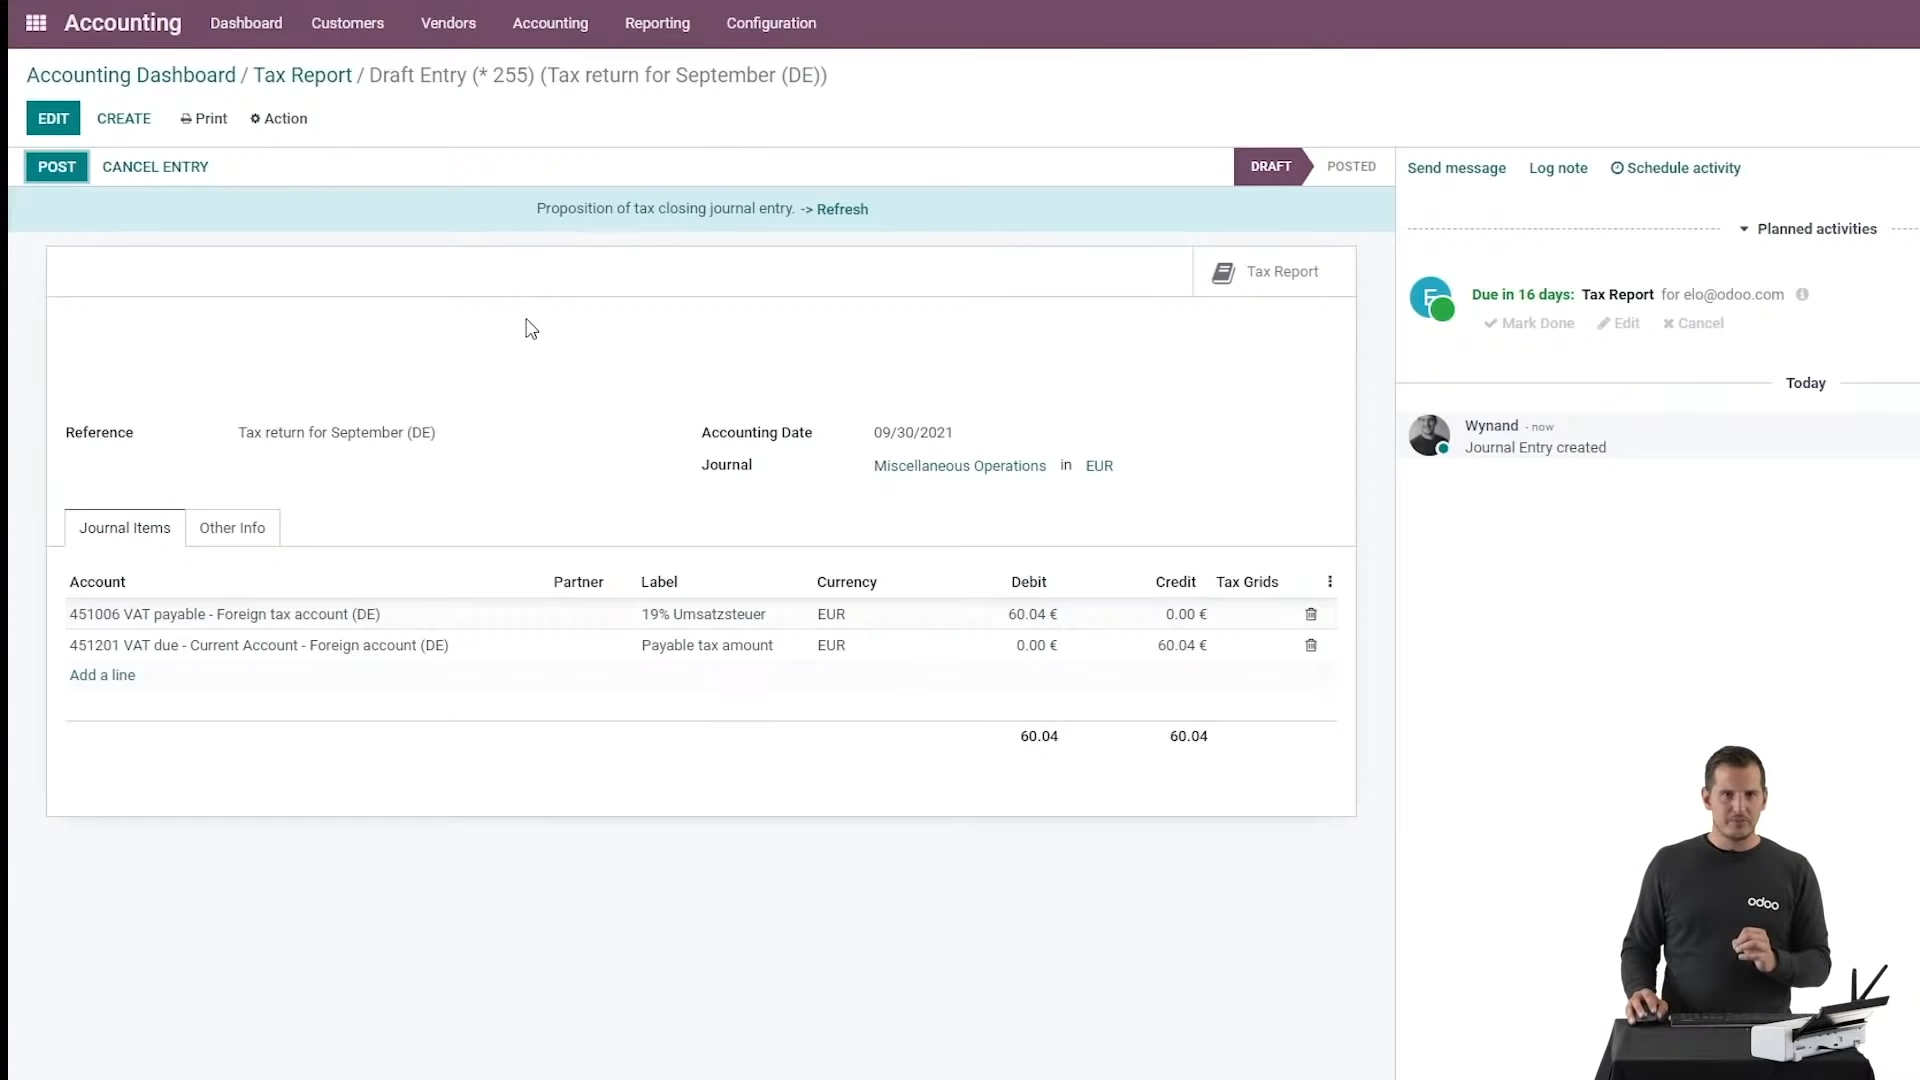 Accounting Dashboard Customers Vendors Accounting Reporting Configuration
Accounting Dashboard / Tax Report / Draft Entry (* 255) (Tax return for September (DE))
EDIT CREATE Print Action
POST CANCEL ENTRY DRAFT POSTED
Send message Log note Schedule activity
Proposition of tax closing journal entry. -> Refresh
Planned activities
Tax Report
E Due in 16 days: Tax Report for elo@odoo.com
Mark Done Edit Cancel
Today
Wynand - now
Journal Entry created
Reference Tax return for September (DE) Accounting Date 09/30/2021
Journal Miscellaneous Operations in EUR
Journal Items Other Info
Account Partner Label Currency Debit Credit Tax Grids
451006 VAT payable - Foreign tax account (DE) 19% Umsatzsteuer EUR 60.04 € 0.00 €
451201 VAT due - Current Account - Foreign account (DE) Payable tax amount EUR 0.00 € 60.04 €
Add a line
60.04 60.04
odoo